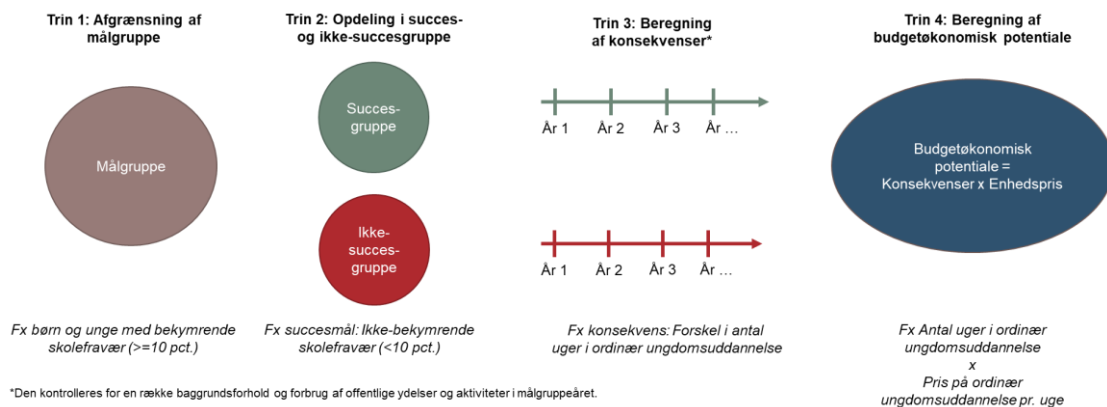 Trin 1: Afgrænsning af
målgruppe
Målgruppe
Fx børn og unge med bekymrende
skolefravær (>=10 pct.)
Trin 2: Opdeling i succes-
og ikke-succesgruppe
Succes-
gruppe
Ikke-
succes-
gruppe
Fx succesmål: Ikke-bekymrende
skolefravær (<10 pct.)
Trin 3: Beregning
af konsekvenser*
År 1 År 2 År 3 År ...
År 1 År 2 År 3 År ...
Fx konsekvens: Forskel i antal
uger i ordinær ungdomsuddannelse
Trin 4: Beregning af
budgetøkonomisk potentiale
Budgetøkonomisk
potentiale =
Konsekvenser x Enhedspris
Fx Antal uger i ordinær
ungdomsuddannelse
x
Pris på ordinær
ungdomsuddannelse pr. uge
*Den kontrolleres for en række baggrundsforhold og forbrug af offentlige ydelser og aktiviteter i målgruppeåret.